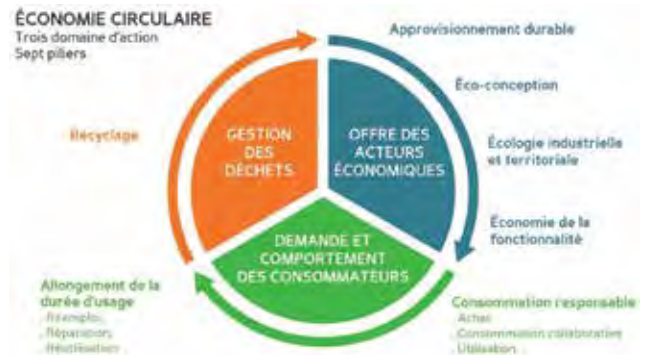 ÉCONOMIE CIRCULAIRE
Trois domaine d'action
Sept piliers
Approvisionnement durable
Éco-conception
Écologie industrielle
et territoriale
Économie de la
fonctionnalité
OFFRE DES
ACTEURS
ÉCONOMIQUES
GESTION
DES
DÉCHETS
Recyclage
DEMANDE ET
COMPORTEMENT
DES CONSOMMATEURS
Consommation responsable
. Achat
. Consommation collaborative
. Utilisation
Allongement de la
durée d'usage
. Réemploi
. Réparation
. Réutilisation